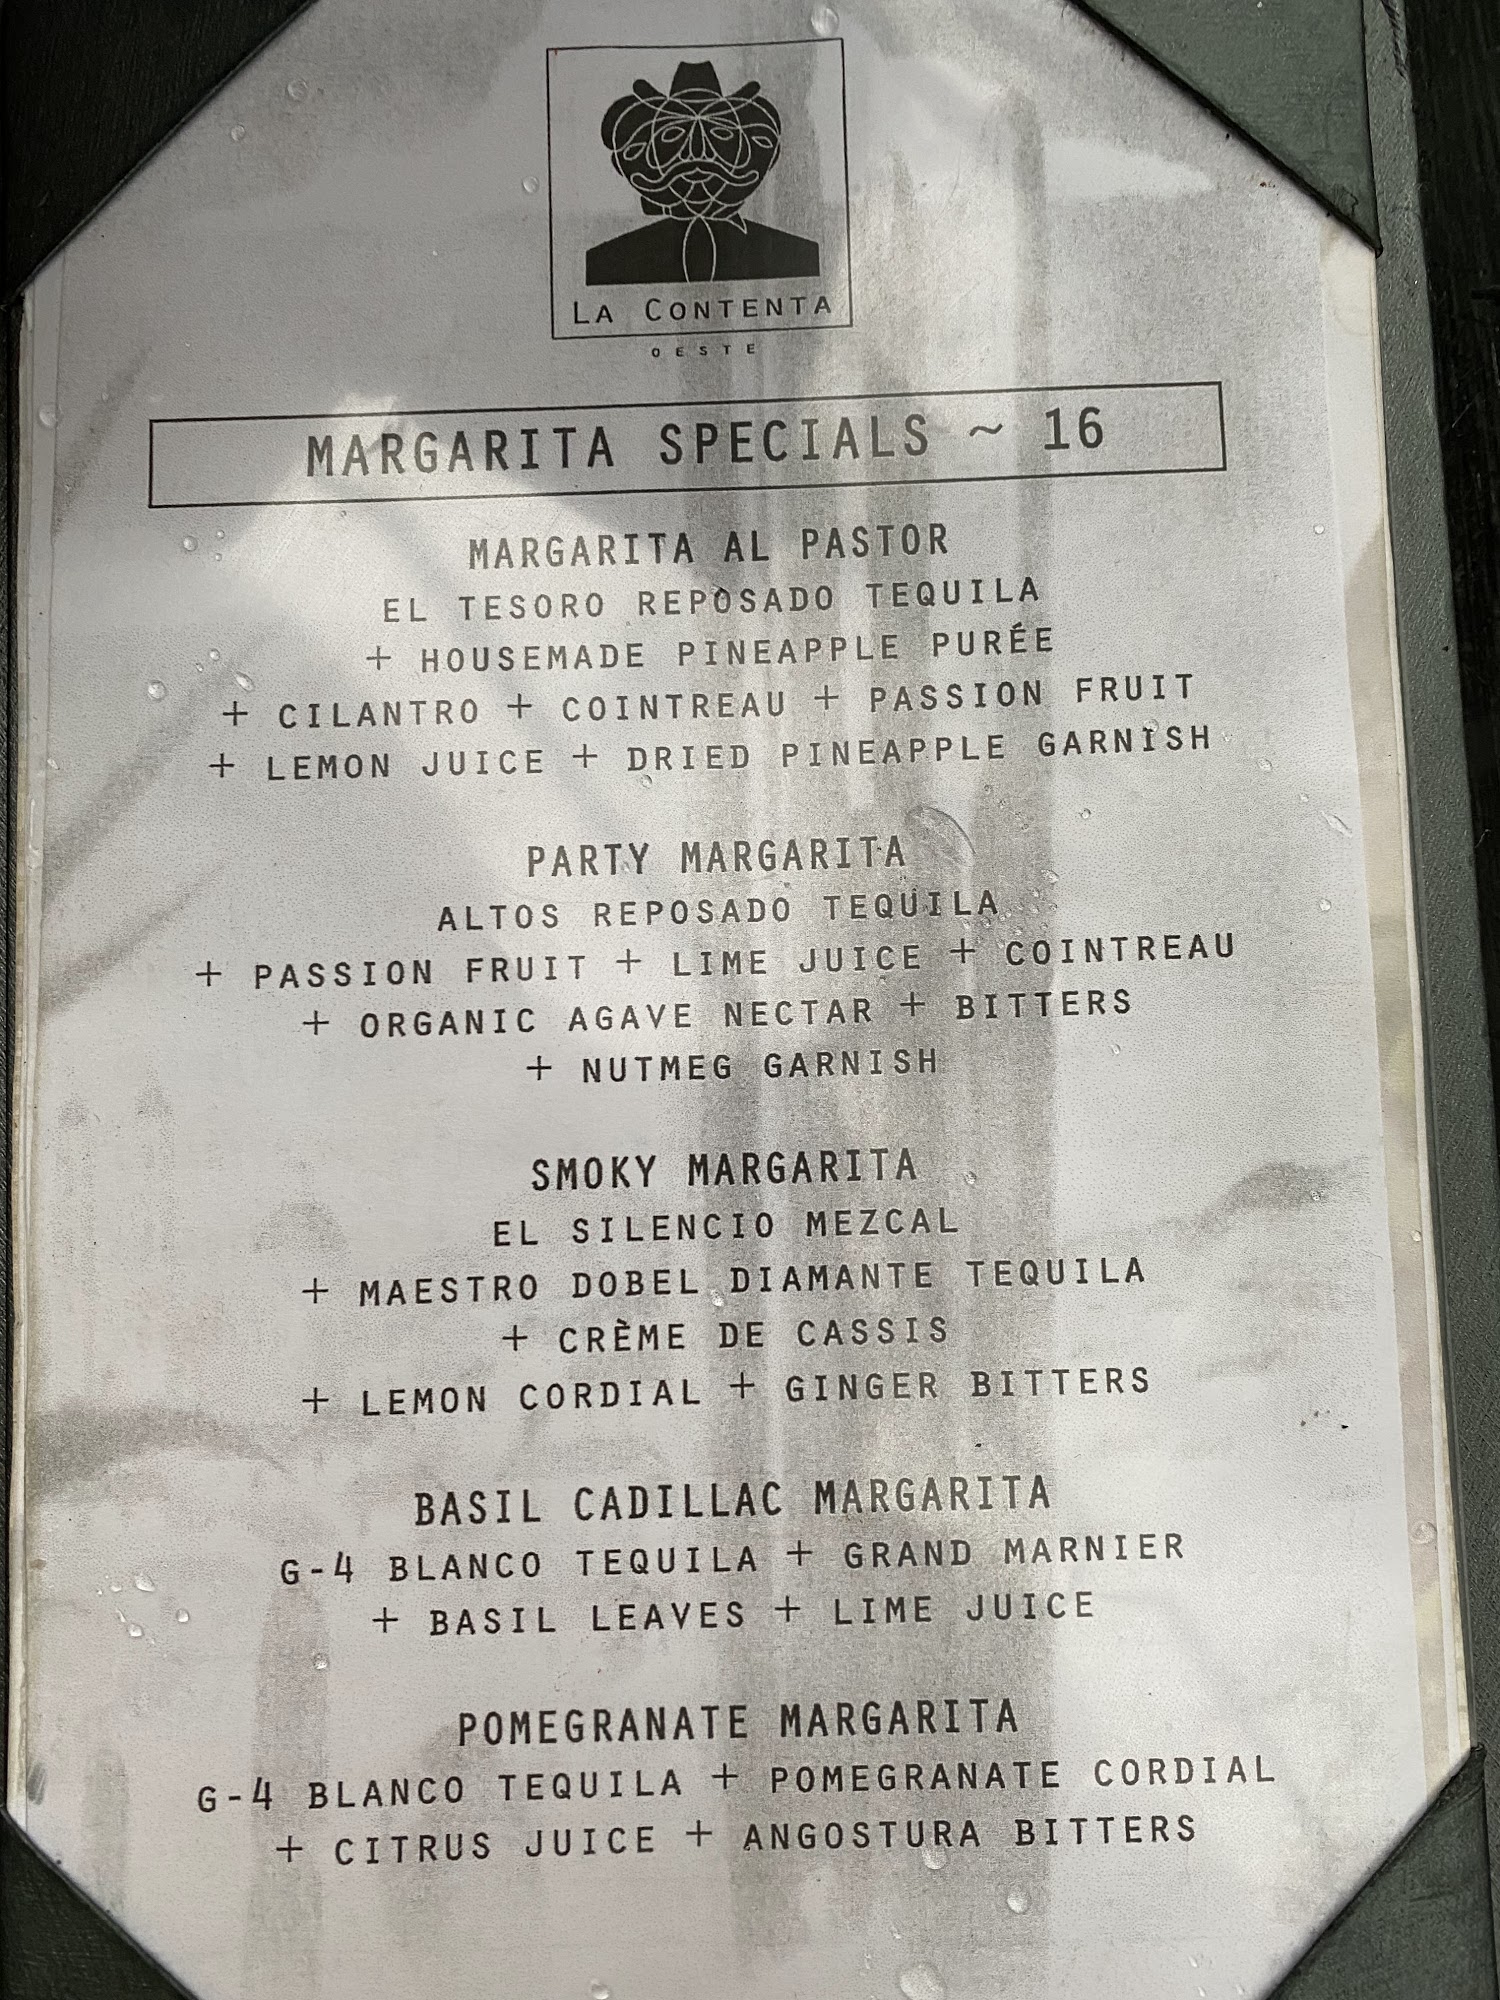 LA CONTENTA
OESTE
MARGARITA SPECIALS ~ 16
MARGARITA AL PASTOR
EL TESORO REPOSADO TEQUILA
+ HOUSEMADE PINEAPPLE PURÉE
+ CILANTRO + COINTREAU + PASSION FRUIT
+ LEMON JUICE + DRIED PINEAPPLE GARNISH
PARTY MARGARITA
ALTOS REPOSADO TEQUILA
+ PASSION FRUIT + LIME JUICE + COINTREAU
+ ORGANIC AGAVE NECTAR + BITTERS
+ NUTMEG GARNISH
SMOKY MARGARITA
EL SILENCIO MEZCAL
+ MAESTRO DOBEL DIAMANTE TEQUILA
+ CRÈME DE CASSIS
+ LEMON CORDIAL + GINGER BITTERS
BASIL CADILLAC MARGARITA
G-4 BLANCO TEQUILA + GRAND MARNIER
+ BASIL LEAVES + LIME JUICE
POMEGRANATE MARGARITA
G-4 BLANCO TEQUILA + POMEGRANATE CORDIAL
+ CITRUS JUICE + ANGOSTURA BITTERS